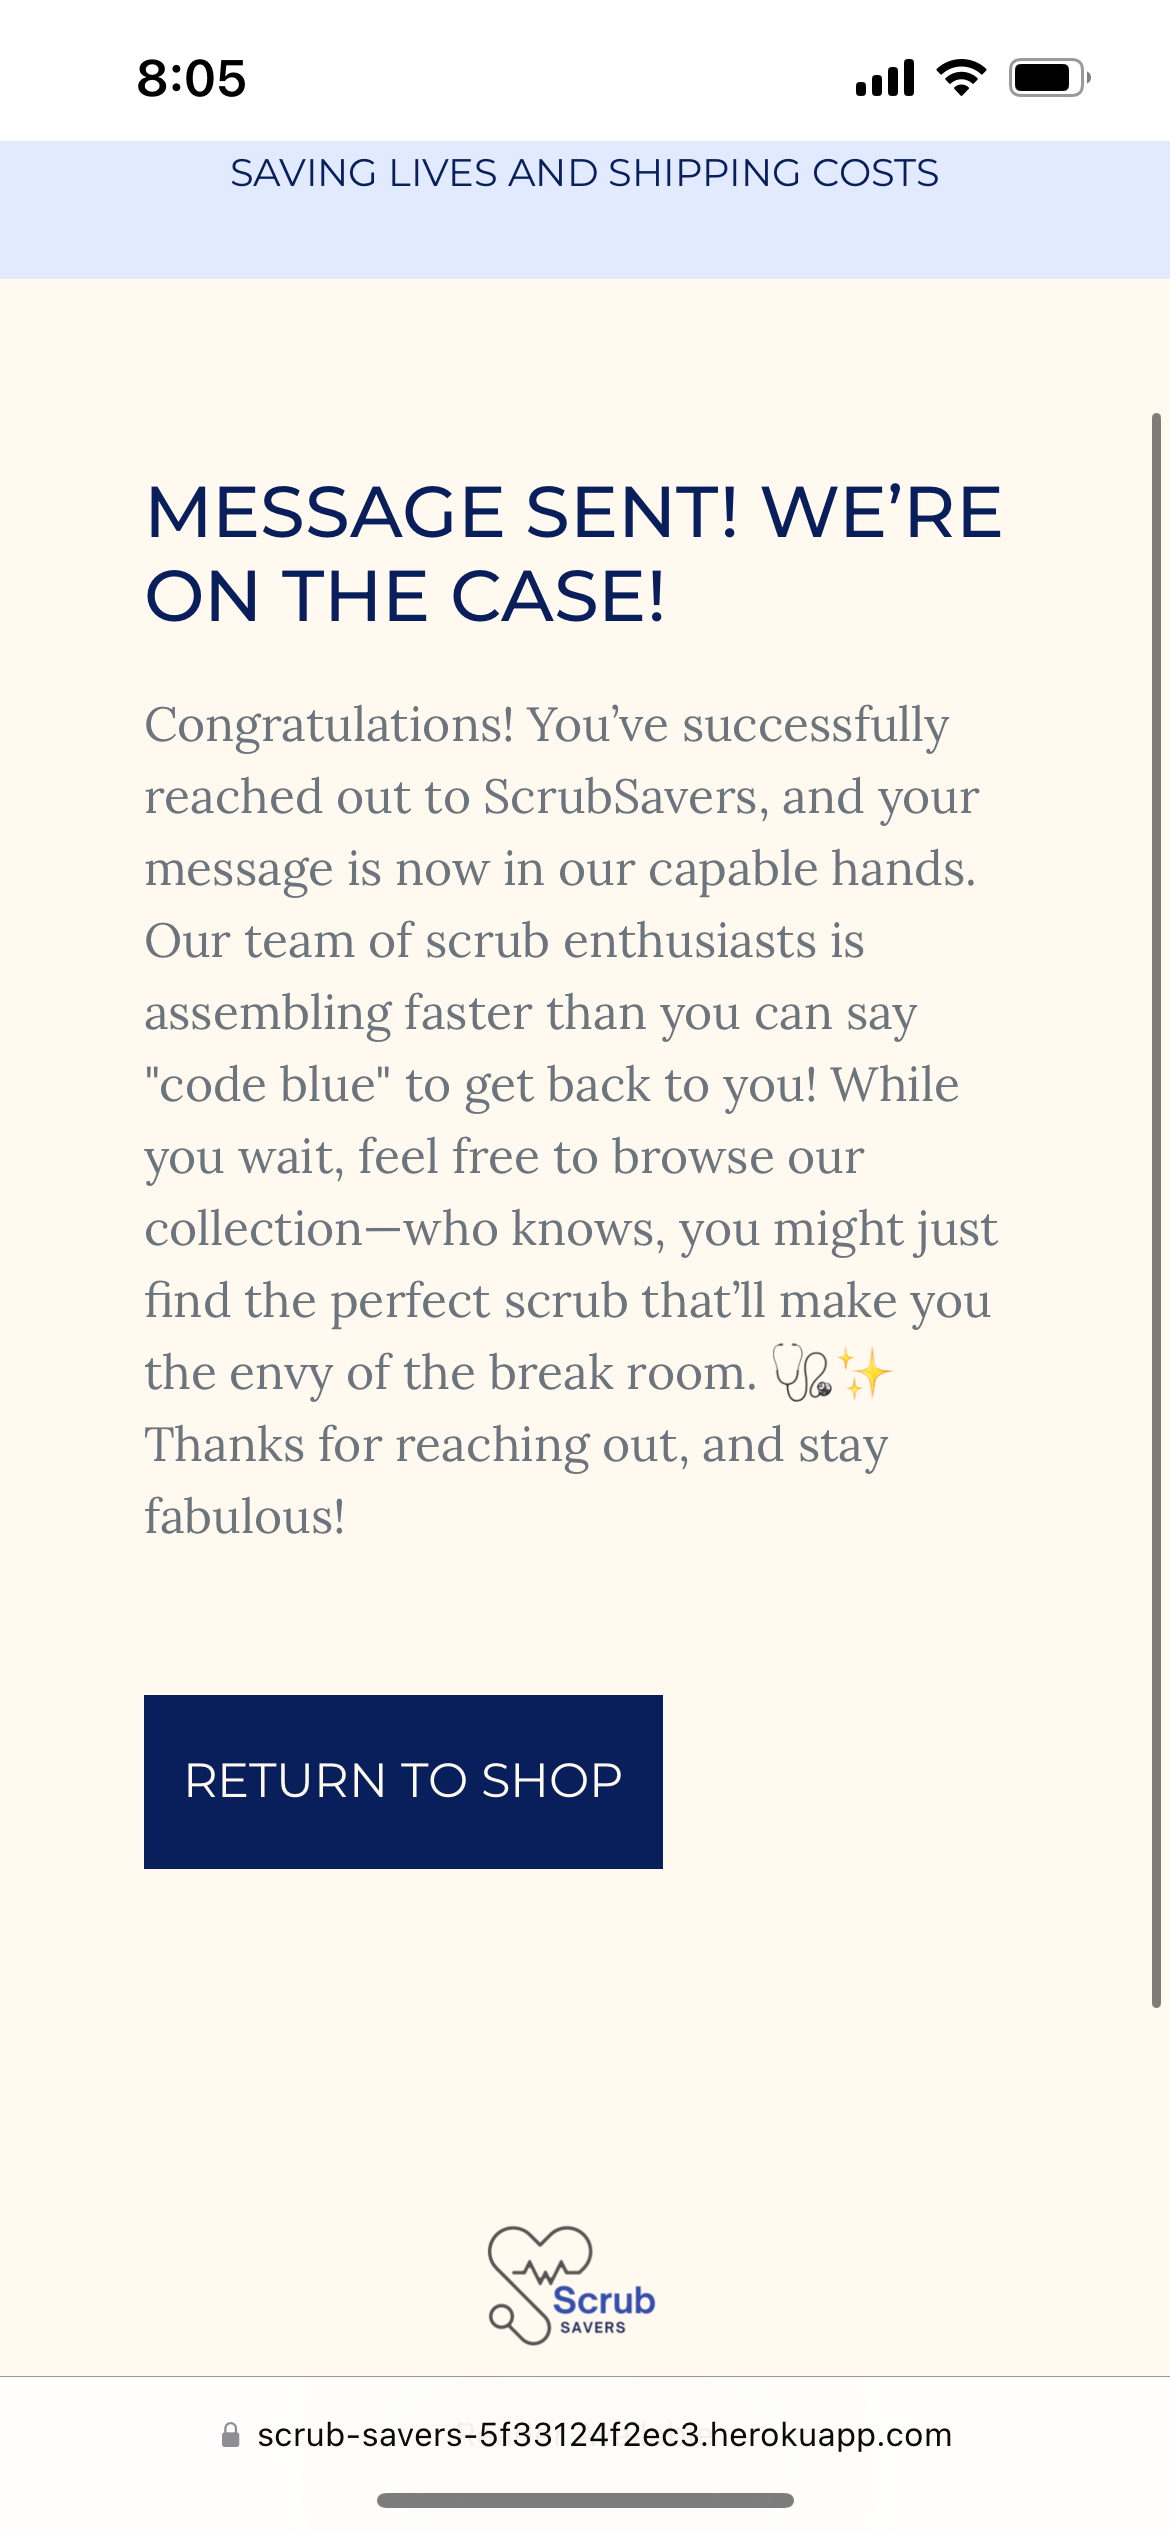 8:05
SAVING LIVES AND SHIPPING COSTS
MESSAGE SENT! WE’RE
ON THE CASE!
Congratulations! You’ve successfully
reached out to ScrubSavers, and your
message is now in our capable hands.
Our team of scrub enthusiasts is
assembling faster than you can say
"code blue" to get back to you! While
you wait, feel free to browse our
collection—who knows, you might just
find the perfect scrub that’ll make you
the envy of the break room. 🩺✨
Thanks for reaching out, and stay
fabulous!
RETURN TO SHOP
Scrub
SAVERS
scrub-savers-5f33124f2ec3.herokuapp.com